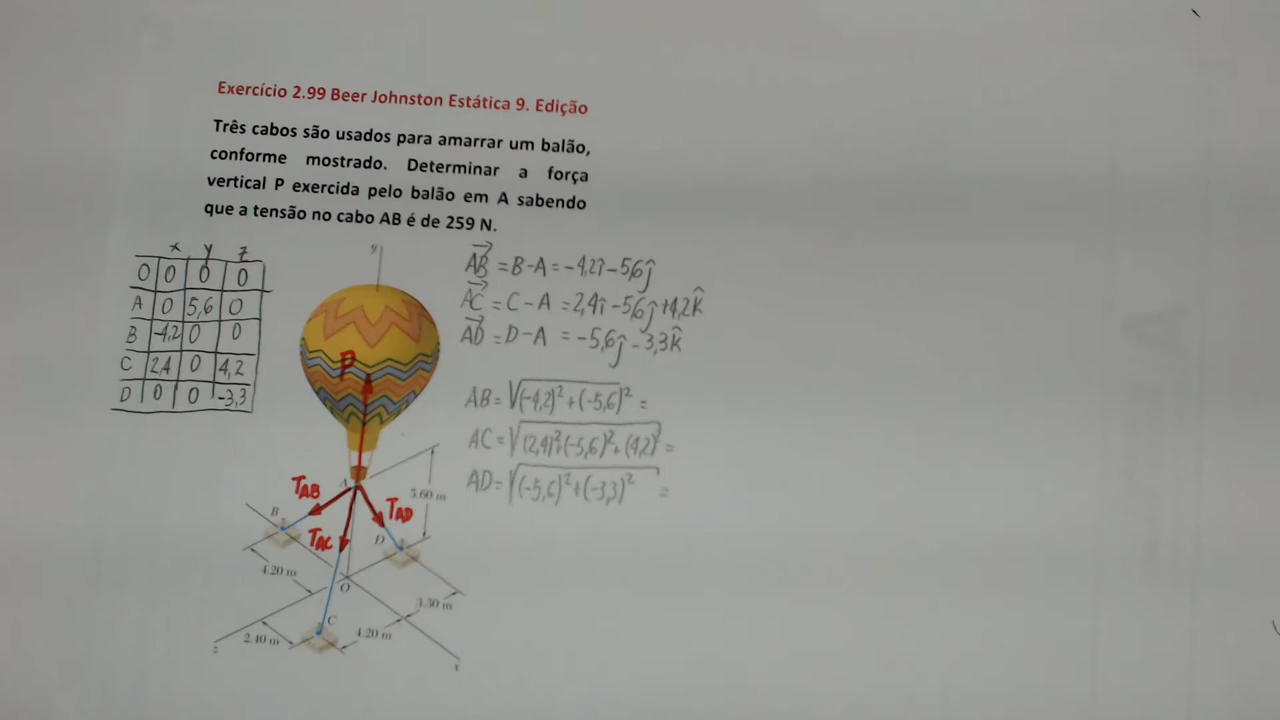 Exercício 2.99 Beer Johnston Estática 9. Edição
Três cabos são usados para amarrar um balão,
conforme mostrado. Determinar a força
vertical P exercida pelo balão em A sabendo
que a tensão no cabo AB é de 259 N.
x y z
O 0 0 0
A 0 5,6 0
B -4,2 0 0
C 2,4 0 4,2
D 0 0 -3,3
AB = B-A = -4,2î-5,6ĵ
AC = C-A = 2,4î-5,6ĵ+4,2k̂
AD = D-A = -5,6ĵ-3,3k̂
AB = √(-4,2)²+(-5,6)² =
AC = √(2,4)²+(-5,6)²+(4,2)² =
AD = √(-5,6)²+(-3,3)² =
y
P
A
TAB
TAD
TAC
5.60 m
B
D
4.20 m
O
3.30 m
C
2.40 m
4.20 m
z
x